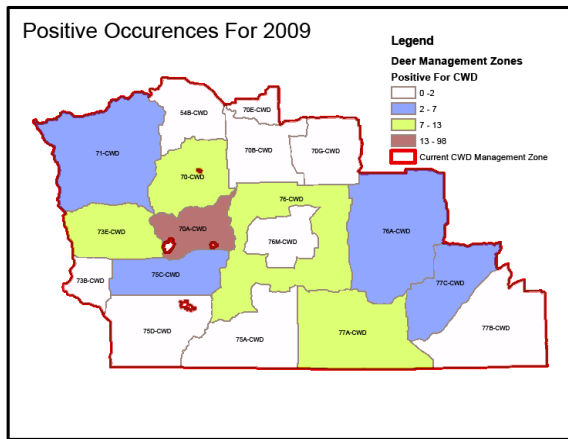 Positive Occurences For 2009
Legend
Deer Management Zones
Positive For CWD
0 -2
2 - 7
7 - 13
13 - 98
Current CWD Management Zone
70E-CWD
54B-CWD
71-CWD
70B-CWD
70G-CWD
70-CWD
76-CWD
73E-CWD
70A-CWD
76A-CWD
76M-CWD
73B-CWD
75C-CWD
77C-CWD
75D-CWD
75A-CWD
77A-CWD
77B-CWD